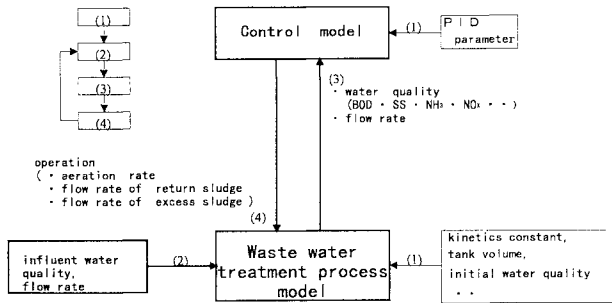 (1)
(2)
(3)
(4)
Control model
(1)
PID
parameter
(3)
・ water quality
(BOD・SS・NH₃・NOx・・)
・ flow rate
operation
(・ aeration rate
・ flow rate of return sludge
・ flow rate of excess sludge )
(4)
influent water
quality,
flow rate
(2)
Waste water
treatment process
model
(1)
kinetics constant,
tank volume,
initial water quality
・・